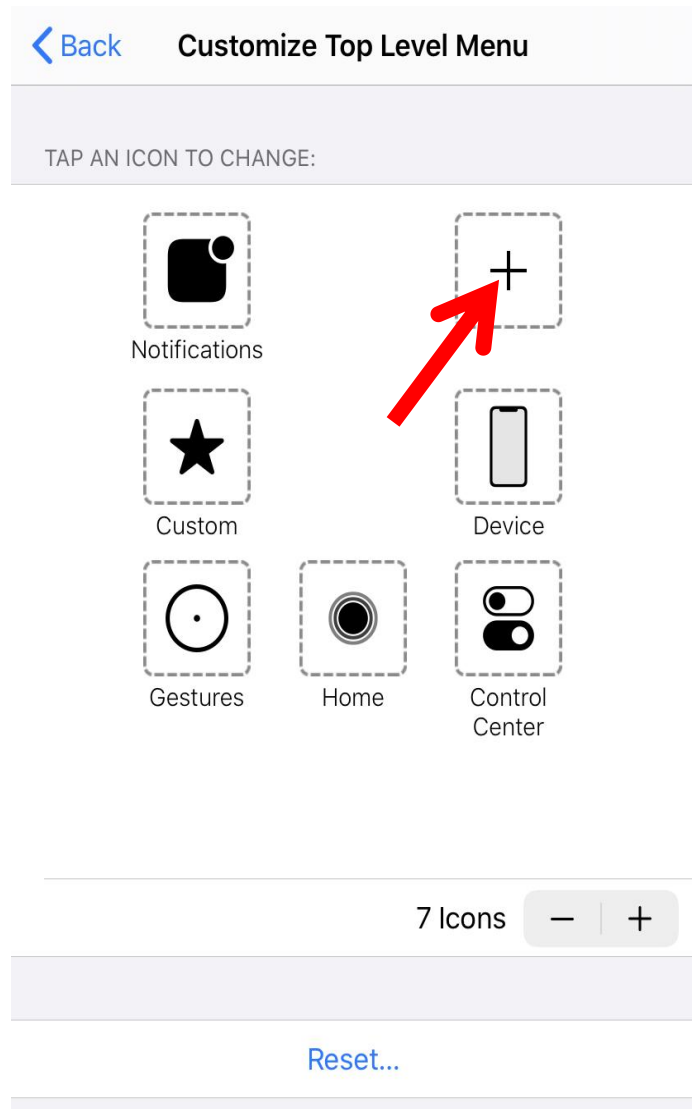 Back
Customize Top Level Menu
TAP AN ICON TO CHANGE:
Notifications
Custom
Device
Gestures
Home
Control
Center
7 Icons
Reset...